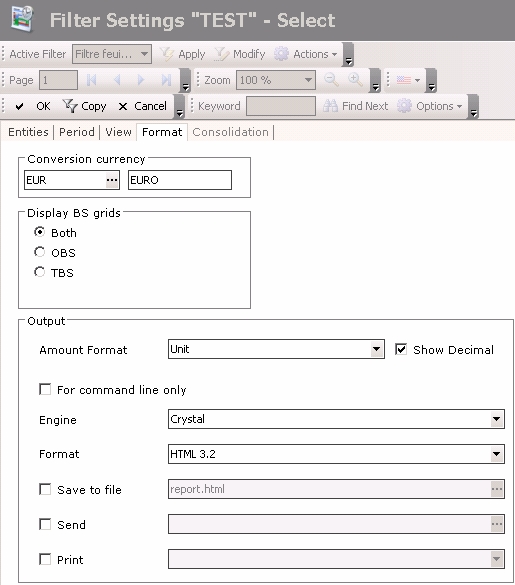 Filter Settings "TEST" - Select
Active Filter Filtre feui... Apply Modify Actions
Page 1 Zoom 100 %
OK Copy Cancel Keyword Find Next Options
Entities Period View Format Consolidation
Conversion currency
EUR ... EURO
Display BS grids
Both
OBS
TBS
Output
Amount Format Unit Show Decimal
For command line only
Engine Crystal
Format HTML 3.2
Save to file report.html ...
Send ...
Print